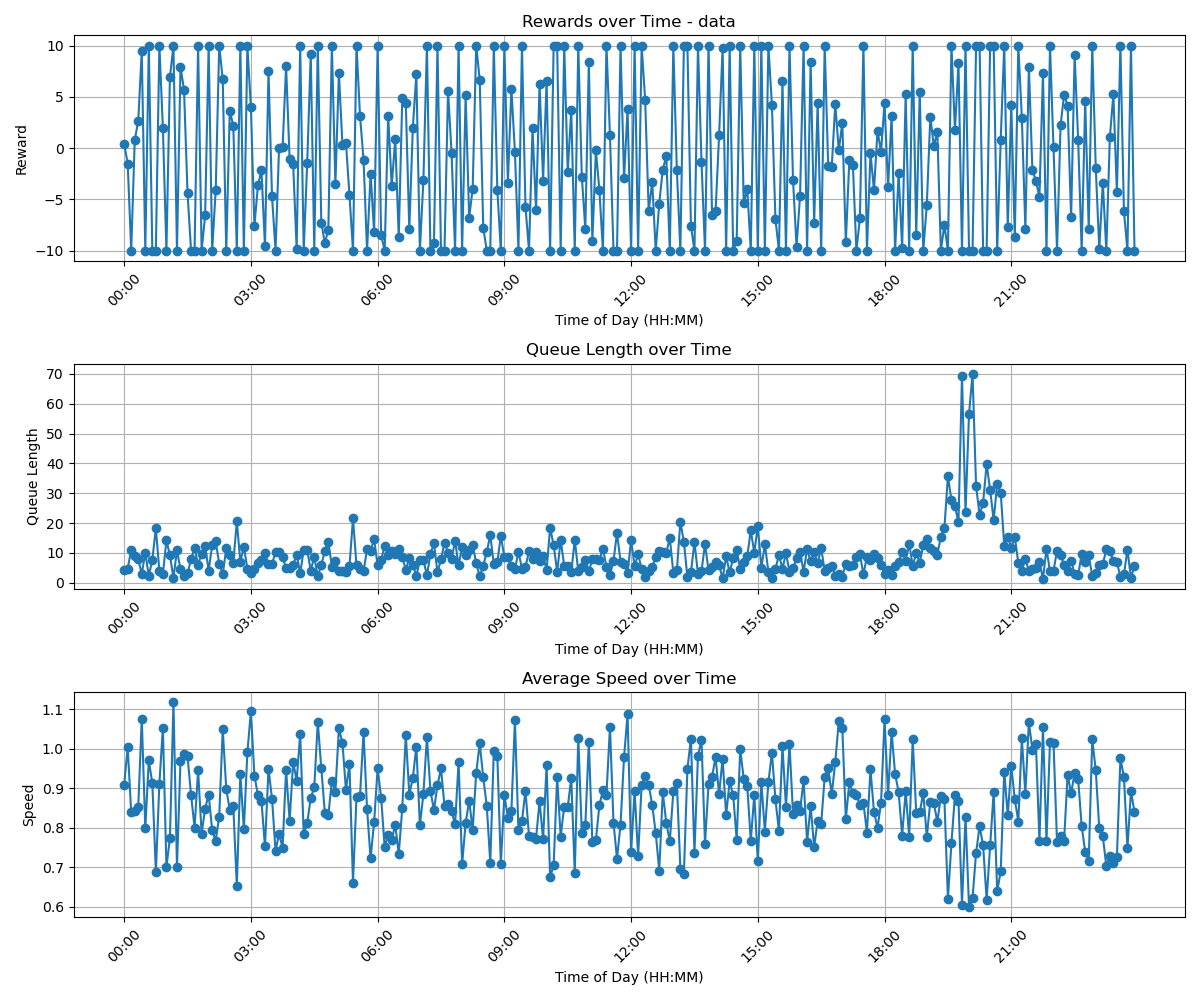 Rewards over Time - data
10
5
0
−5
−10
Reward
00:00 03:00 06:00 09:00 12:00 15:00 18:00 21:00
Time of Day (HH:MM)
Queue Length over Time
70
60
50
40
30
20
10
0
Queue Length
00:00 03:00 06:00 09:00 12:00 15:00 18:00 21:00
Time of Day (HH:MM)
Average Speed over Time
1.1
1.0
0.9
0.8
0.7
0.6
Speed
00:00 03:00 06:00 09:00 12:00 15:00 18:00 21:00
Time of Day (HH:MM)